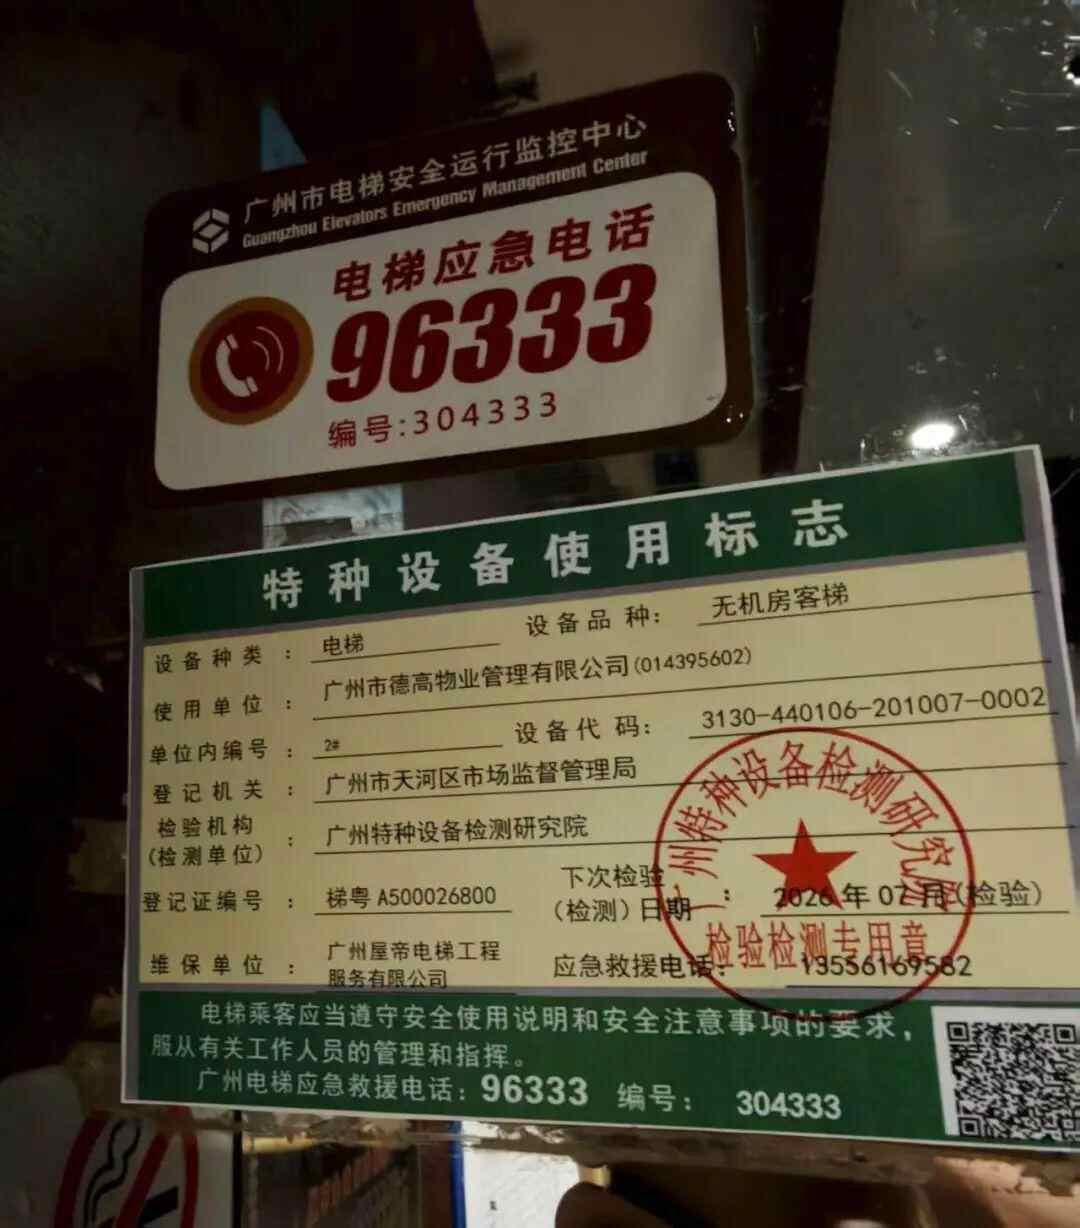 广州市电梯安全运行监控中心
Guangzhou Elevators Emergency Management Center
电梯应急电话
96333
编号:304333
特种设备使用标志
设备种类：电梯 设备品种：无机房客梯
使用单位：广州市德高物业管理有限公司(014395602)
单位内编号：2# 设备代码：3130-440106-201007-0002
登记机关：广州市天河区市场监督管理局
检验机构
(检测单位)：广州特种设备检测研究院
登记证编号：梯粤A500026800
下次检验
(检测)日期：2026年07月(检验)
维保单位：广州屋帝电梯工程
服务有限公司
应急救援电话：13556169582
广州特种设备检测研究院
检验检测专用章
电梯乘客应当遵守安全使用说明和安全注意事项的要求，
服从有关工作人员的管理和指挥。
广州电梯应急救援电话：96333 编号：304333